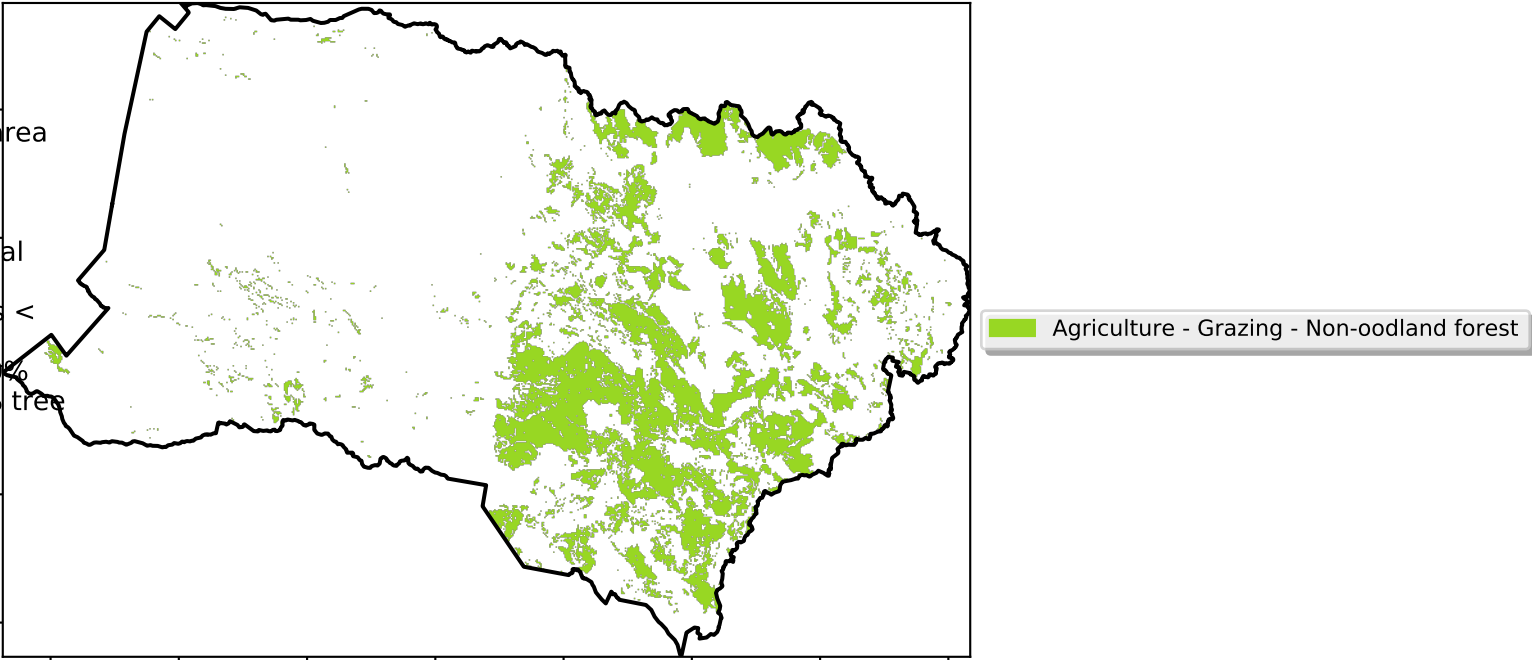 rea
al
s <
Agriculture - Grazing - Non-oodland forest
%
tree